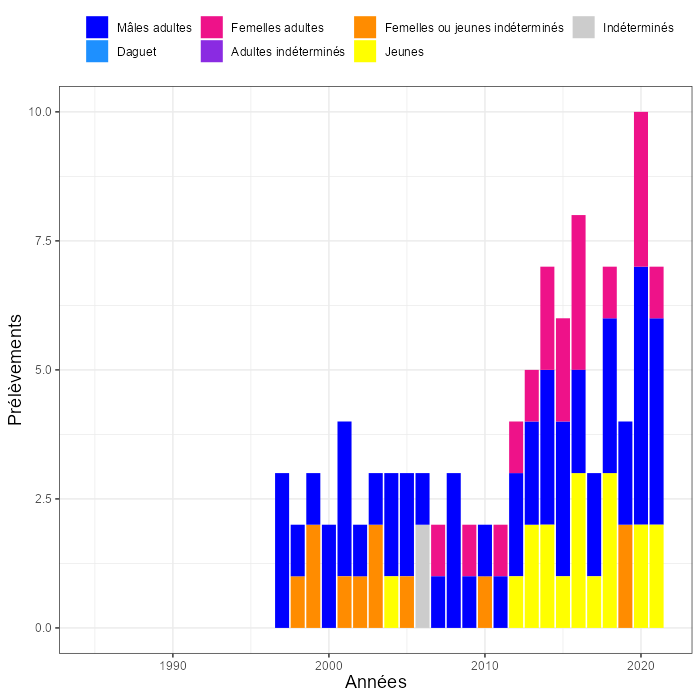 Mâles adultes Femelles adultes Femelles ou jeunes indéterminés Indéterminés
Daguet Adultes indéterminés Jeunes
10.0
7.5
5.0
2.5
0.0
Prélèvements
1990 2000 2010 2020
Années